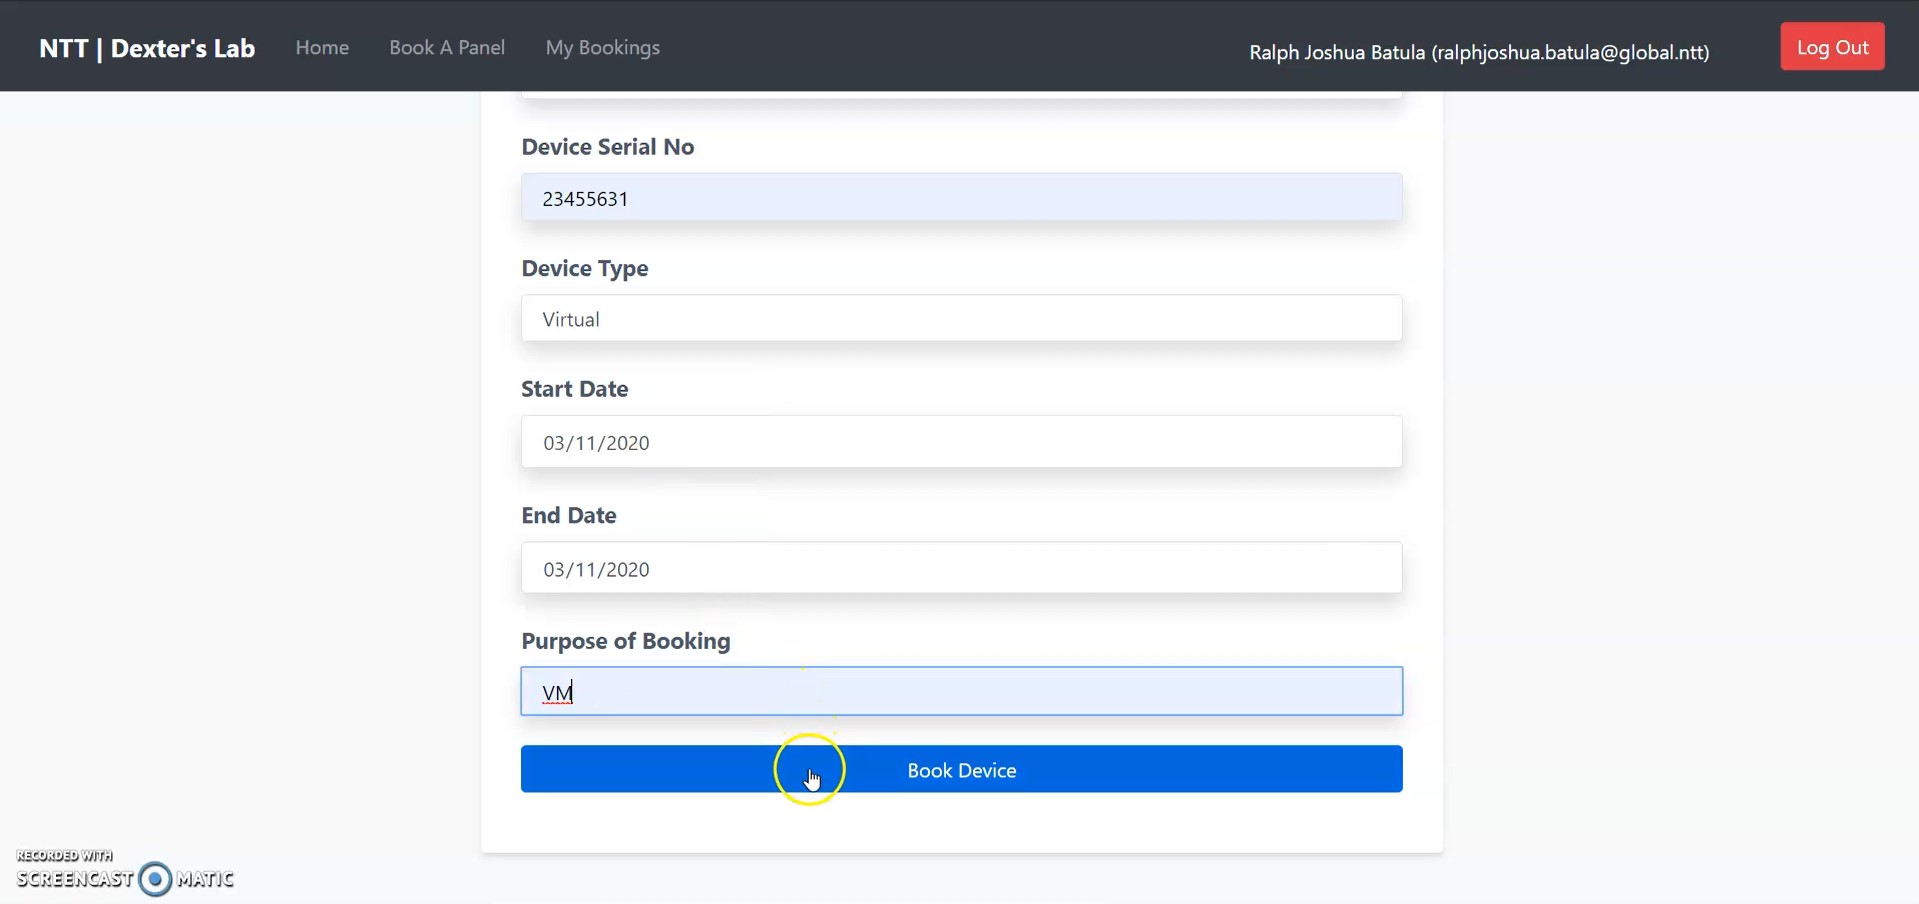 NTT | Dexter's Lab Home Book A Panel My Bookings Ralph Joshua Batula (ralphjoshua.batula@global.ntt) Log Out
Device Serial No
23455631
Device Type
Virtual
Start Date
03/11/2020
End Date
03/11/2020
Purpose of Booking
VM
Book Device
RECORDED WITH
SCREENCAST MATIC